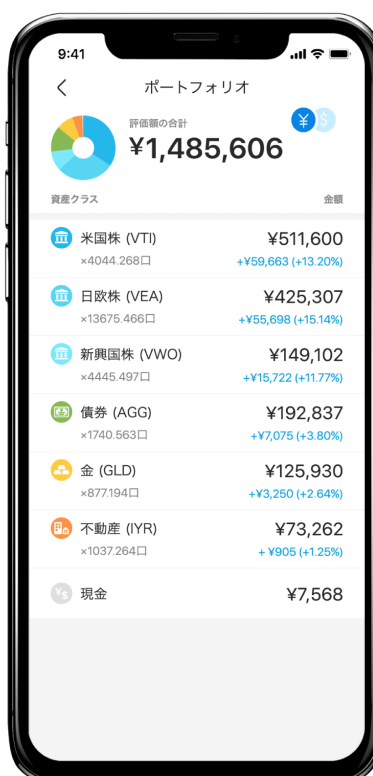 9:41
ポートフォリオ
評価額の合計
¥ $
¥1,485,606
資産クラス 金額
米国株 (VTI) ¥511,600
×4044.268口 +¥59,663 (+13.20%)
日欧株 (VEA) ¥425,307
×13675.466口 +¥55,698 (+15.14%)
新興国株 (VWO) ¥149,102
×4445.497口 +¥15,722 (+11.77%)
債券 (AGG) ¥192,837
×1740.563口 +¥7,075 (+3.80%)
金 (GLD) ¥125,930
×877.194口 +¥3,250 (+2.64%)
不動産 (IYR) ¥73,262
×1037.264口 + ¥905 (+1.25%)
¥$ 現金 ¥7,568